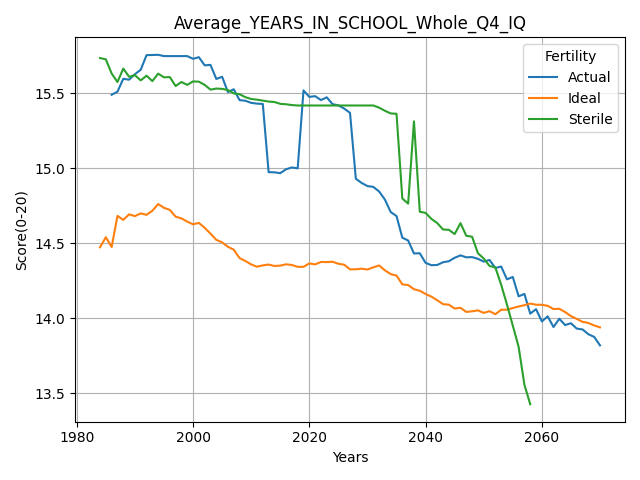 Average_YEARS_IN_SCHOOL_Whole_Q4_IQ
Fertility
Actual
Ideal
Sterile
Score(0-20)
15.5
15.0
14.5
14.0
13.5
1980
2000
2020
2040
2060
Years